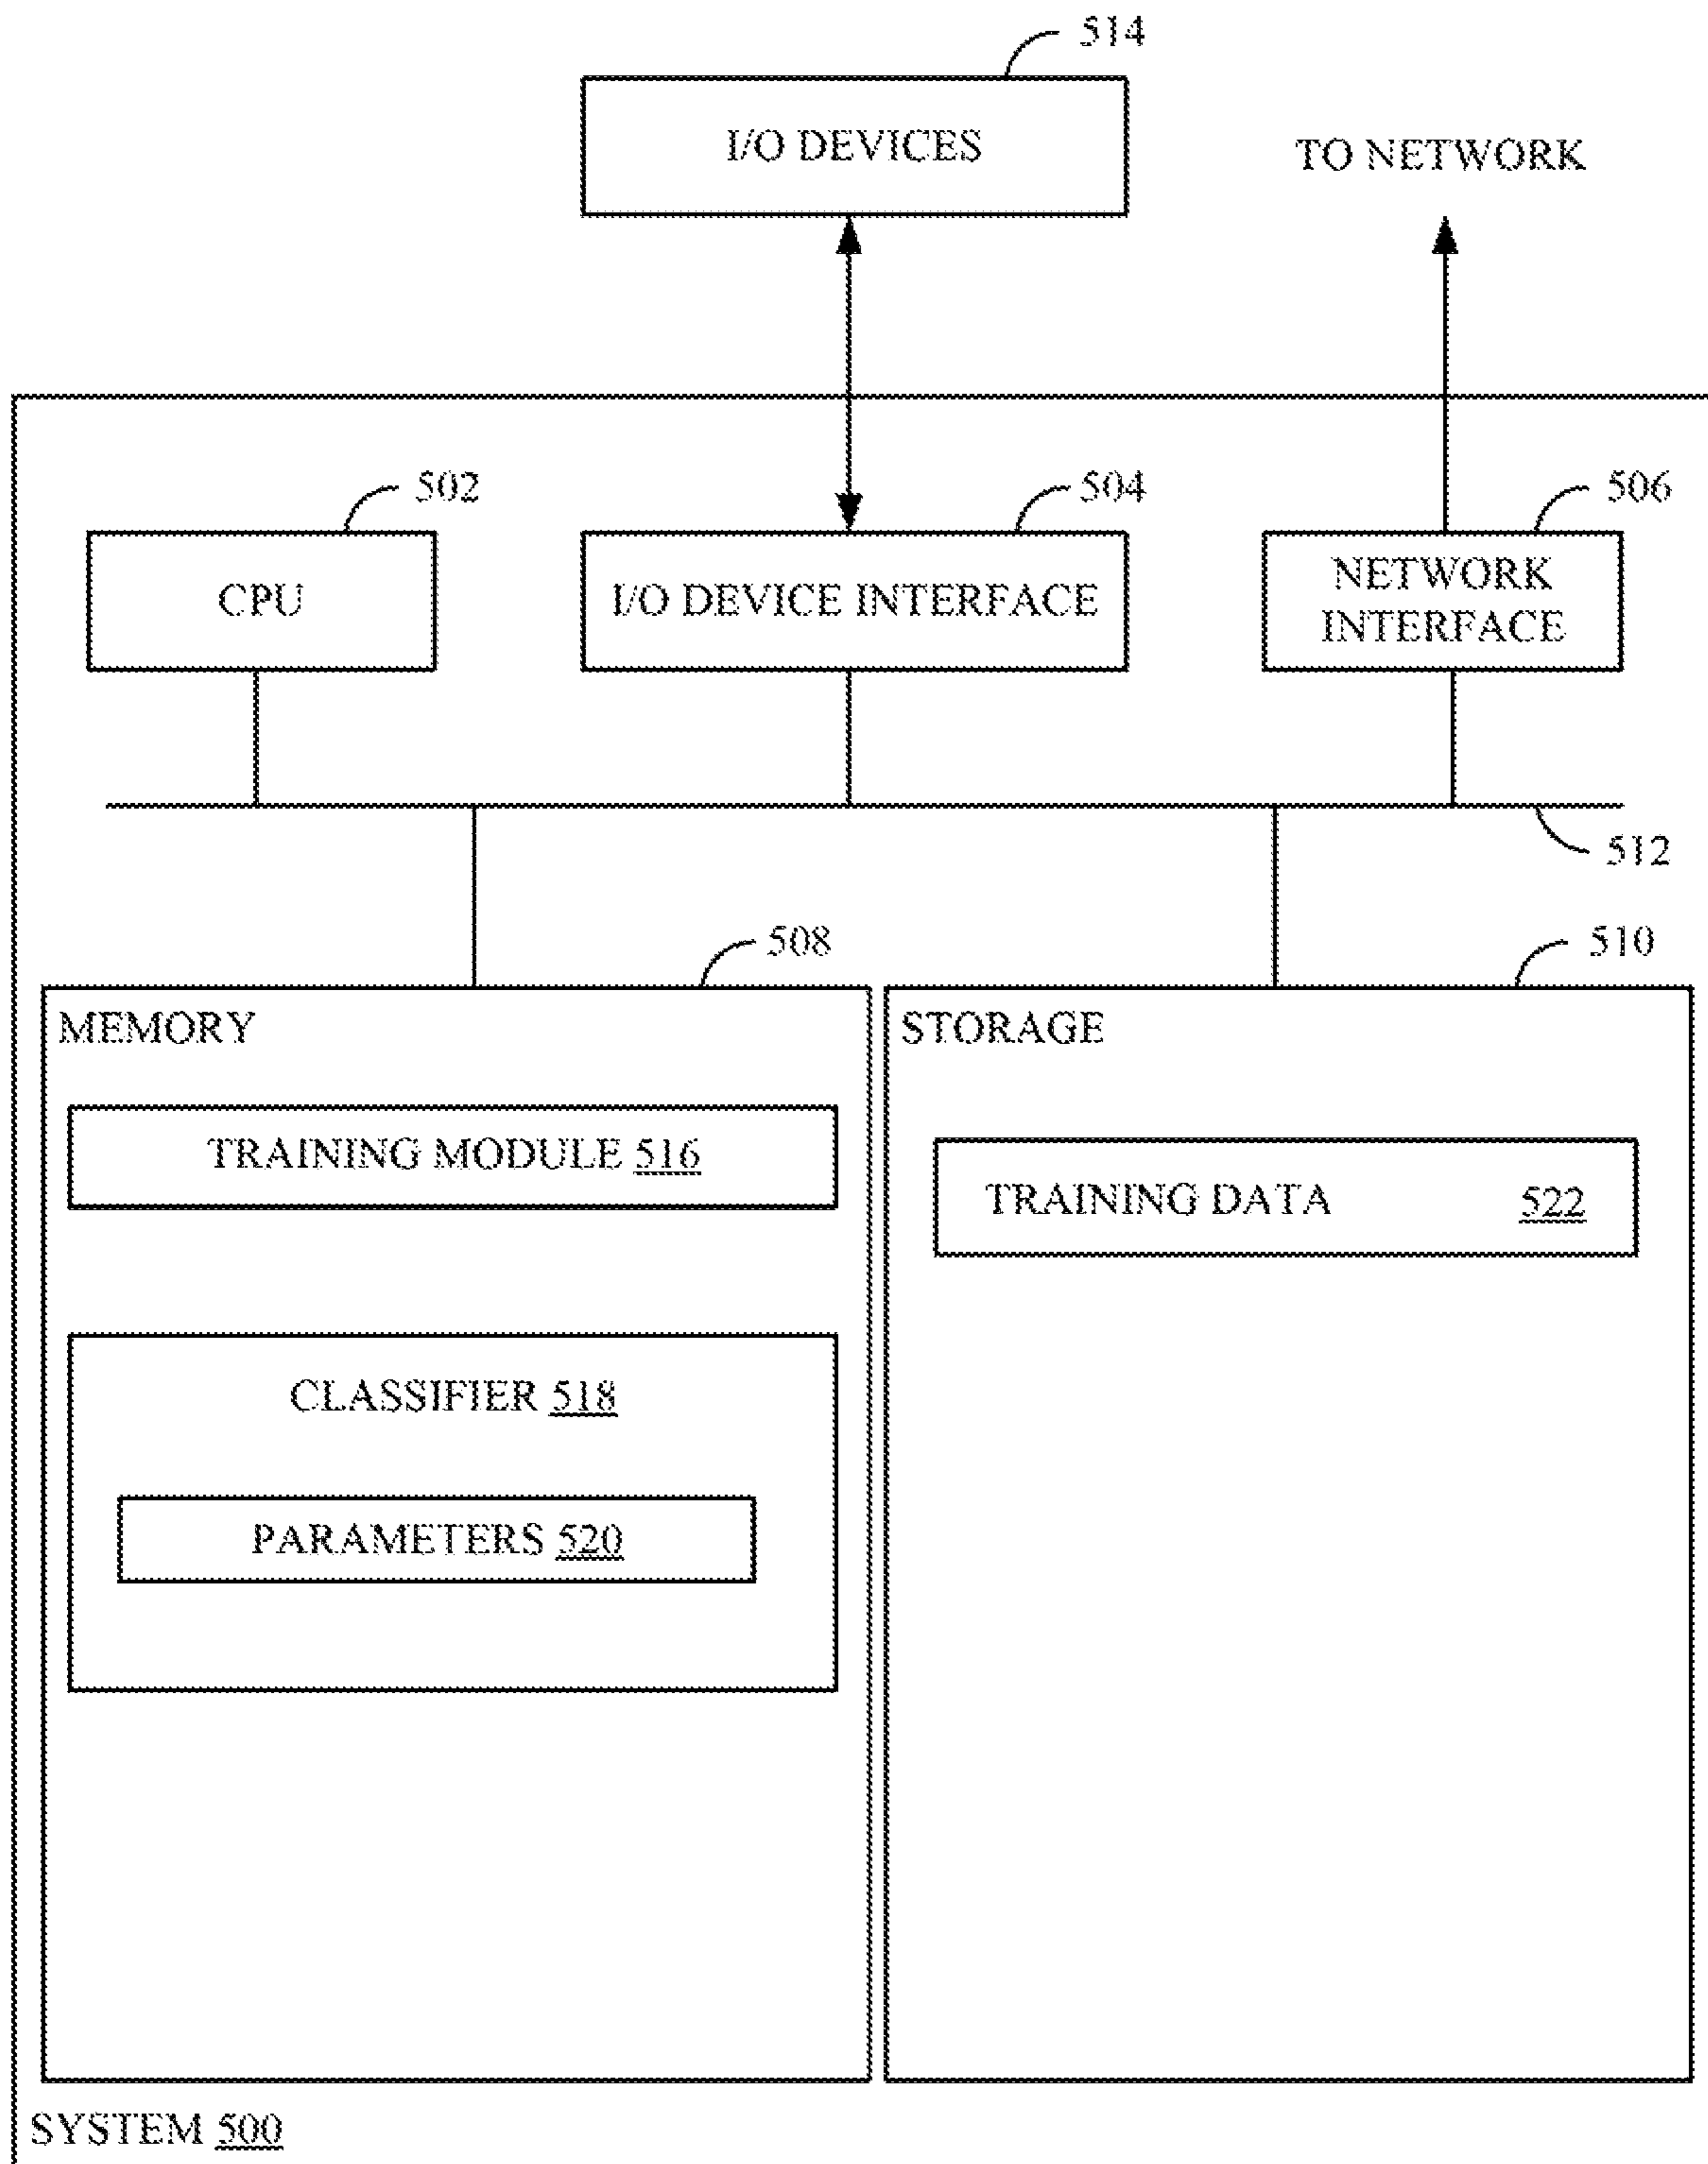 514
I/O DEVICES
TO NETWORK
502
504
506
CPU
I/O DEVICE INTERFACE
NETWORK
INTERFACE
512
508
510
MEMORY
STORAGE
TRAINING MODULE 516
TRAINING DATA 522
CLASSIFIER 518
PARAMETERS 520
SYSTEM 500